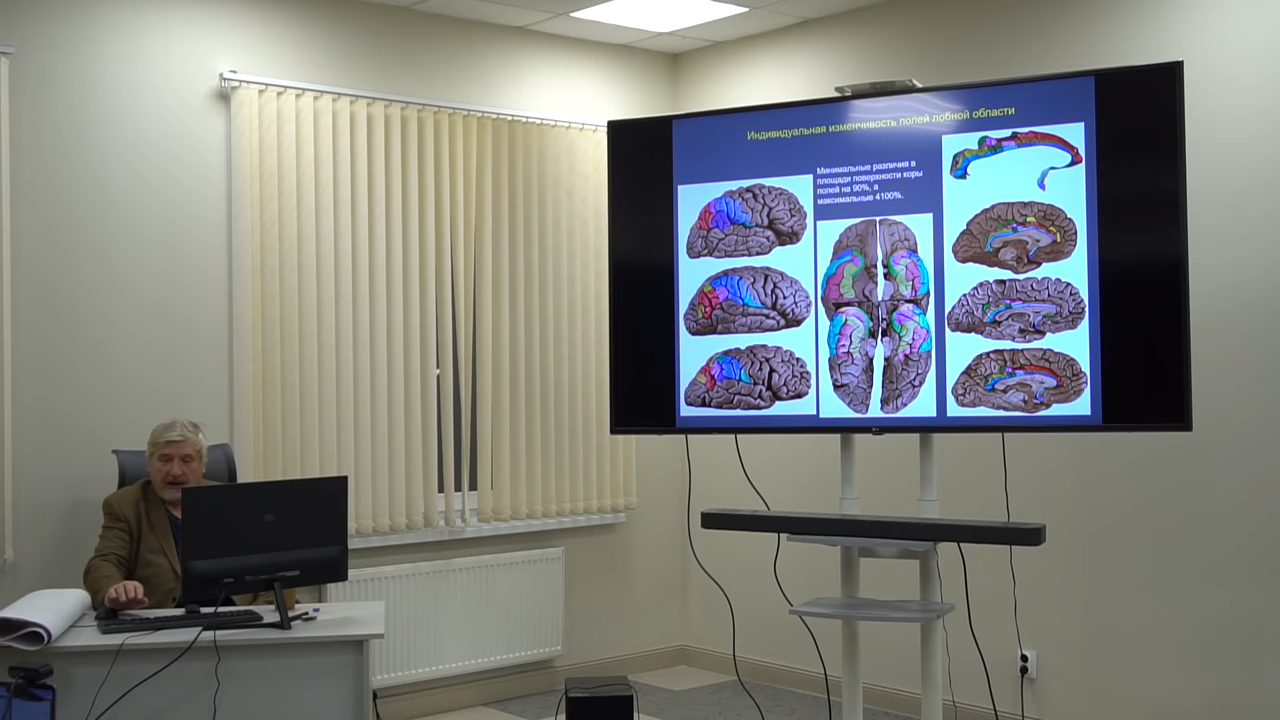 Индивидуальная изменчивость полей лобной области
Минимальные различия в
площади поверхности коры
полей на 90%, а
максимальные 4100%.